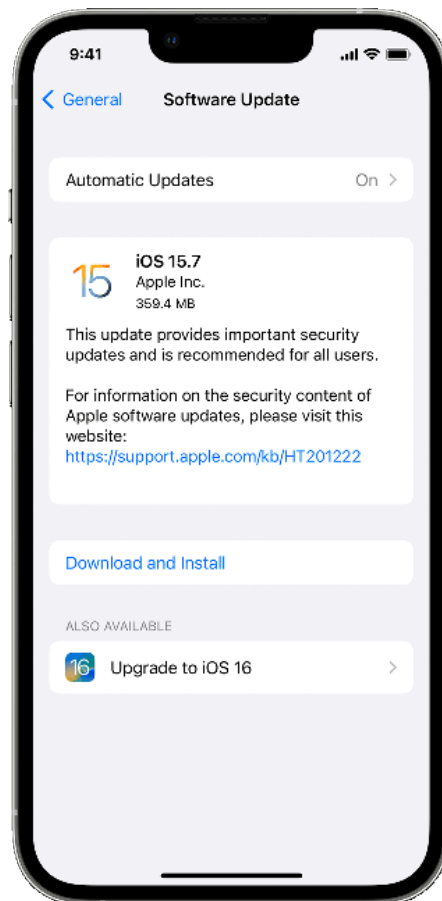 9:41
General
Software Update
Automatic Updates
On
15
iOS 15.7
Apple Inc.
359.4 MB
This update provides important security
updates and is recommended for all users.
For information on the security content of
Apple software updates, please visit this
website:
https://support.apple.com/kb/HT201222
Download and Install
ALSO AVAILABLE
16
Upgrade to iOS 16